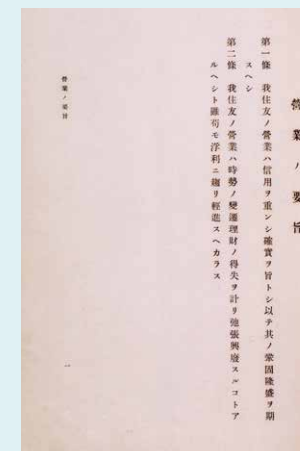 營業ノ要旨
第一條　我住友ノ營業ハ信用ヲ重ンシ確實ヲ旨トシ以テ其ノ鞏固隆盛ヲ期
スヘシ
第二條　我住友ノ營業ハ時勢ノ變遷理財ノ得失ヲ計リ弛張興廢スルコトア
ルヘシト雖苟モ浮利ニ趨リ輕進スヘカラス
營業ノ要旨
一